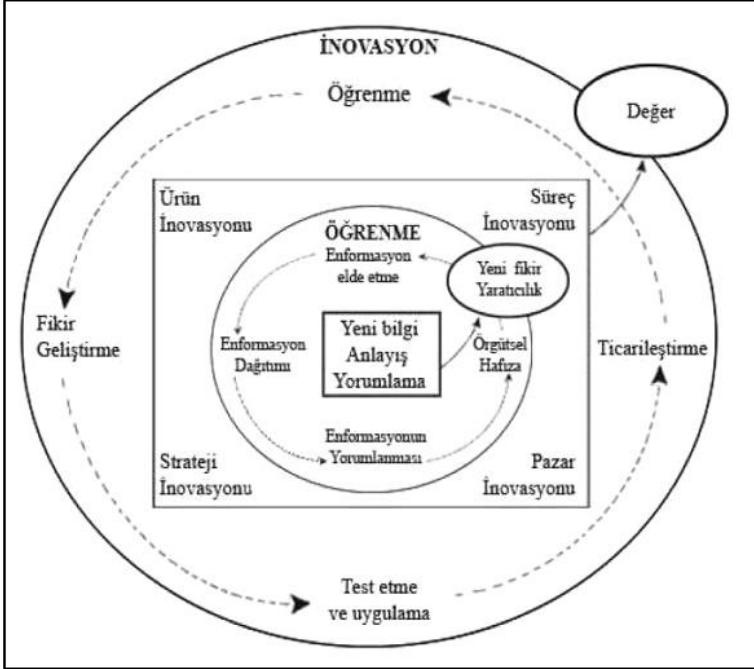 İNOVASYON
Öğrenme
Değer
Ürün
İnovasyonu
Süreç
İnovasyonu
ÖĞRENME
Enformasyon
elde etme
Yeni fikir
Yaratıcılık
Fikir
Geliştirme
Enformasyon
Dağıtımı
Yeni bilgi
Anlayış
Yorumlama
Örgütsel
Hafıza
Ticarileştirme
Enformasyonun
Yorumlanması
Strateji
İnovasyonu
Pazar
İnovasyonu
Test etme
ve uygulama